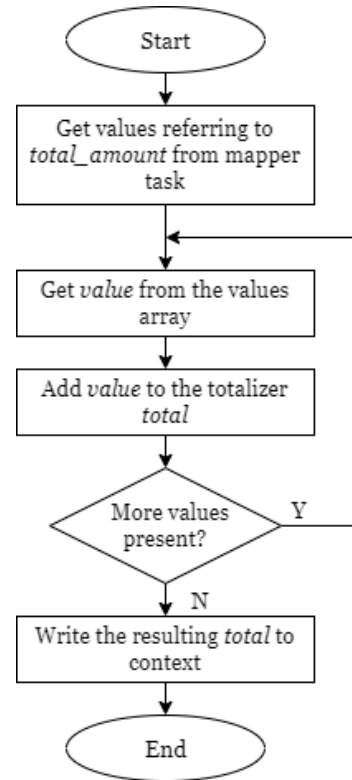 Start
Get values referring to
total_amount from mapper
task
Get value from the values
array
Add value to the totalizer
total
More values
present?
Y
N
Write the resulting total to
context
End